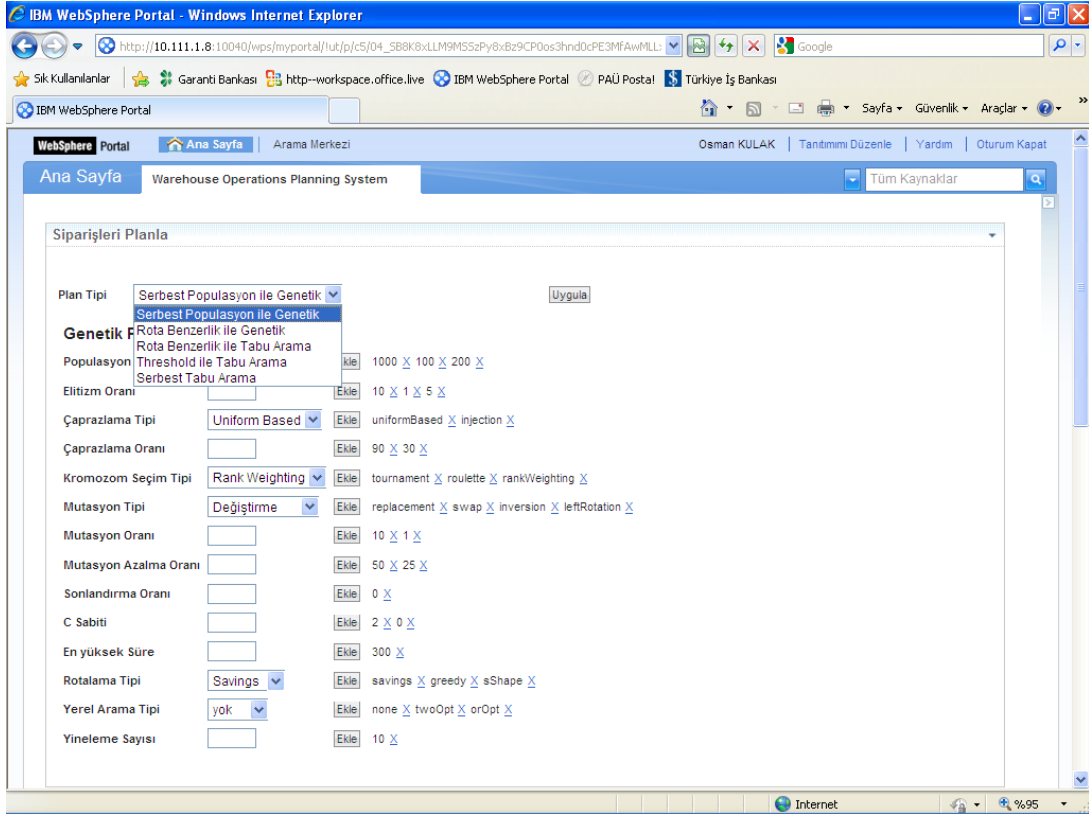 IBM WebSphere Portal - Windows Internet Explorer
http://10.111.1.8:10040/wps/myportal/!ut/p/c5/04_SB8K8xLLM9MSSzPy8xBz9CP0os3hnd0cPE3MfAwMLL: Google
Sık Kullanılanlar Garanti Bankası http--workspace.office.live IBM WebSphere Portal PAÜ Posta! Türkiye İş Bankası
IBM WebSphere Portal Sayfa Güvenlik Araçlar »
WebSphere Portal Ana Sayfa Arama Merkezi Osman KULAK Tanıtımımı Düzenle Yardım Oturum Kapat
Ana Sayfa Warehouse Operations Planning System Tüm Kaynaklar
Siparişleri Planla
Plan Tipi Serbest Populasyon ile Genetik Uygula
Serbest Populasyon ile Genetik
Genetik Rota Benzerlik ile Genetik
Rota Benzerlik ile Tabu Arama
Populasyon Threshold ile Tabu Arama kle 1000 X 100 X 200 X
Serbest Tabu Arama
Elitizm Oranı Ekle 10 X 1 X 5 X
Çaprazlama Tipi Uniform Based Ekle uniformBased X injection X
Çaprazlama Oranı Ekle 90 X 30 X
Kromozom Seçim Tipi Rank Weighting Ekle tournament X roulette X rankWeighting X
Mutasyon Tipi Değiştirme Ekle replacement X swap X inversion X leftRotation X
Mutasyon Oranı Ekle 10 X 1 X
Mutasyon Azalma Oranı Ekle 50 X 25 X
Sonlandırma Oranı Ekle 0 X
C Sabiti Ekle 2 X 0 X
En yüksek Süre Ekle 300 X
Rotalama Tipi Savings Ekle savings X greedy X sShape X
Yerel Arama Tipi yok Ekle none X twoOpt X orOpt X
Yineleme Sayısı Ekle 10 X
Internet %95